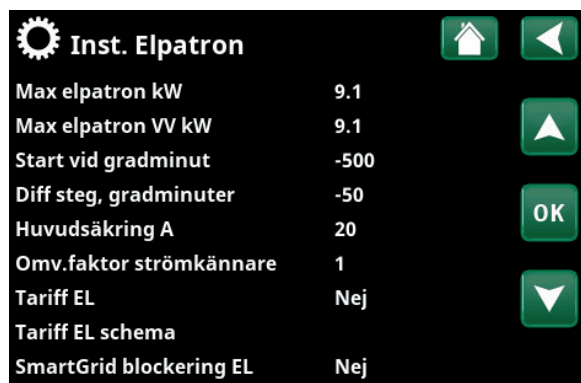 Inst. Elpatron
Max elpatron kW 9.1
Max elpatron VV kW 9.1
Start vid gradminut -500
Diff steg, gradminuter -50
OK
Huvudsäkring A 20
Omv.faktor strömkännare 1
Tariff EL Nej
Tariff EL schema
SmartGrid blockering EL Nej